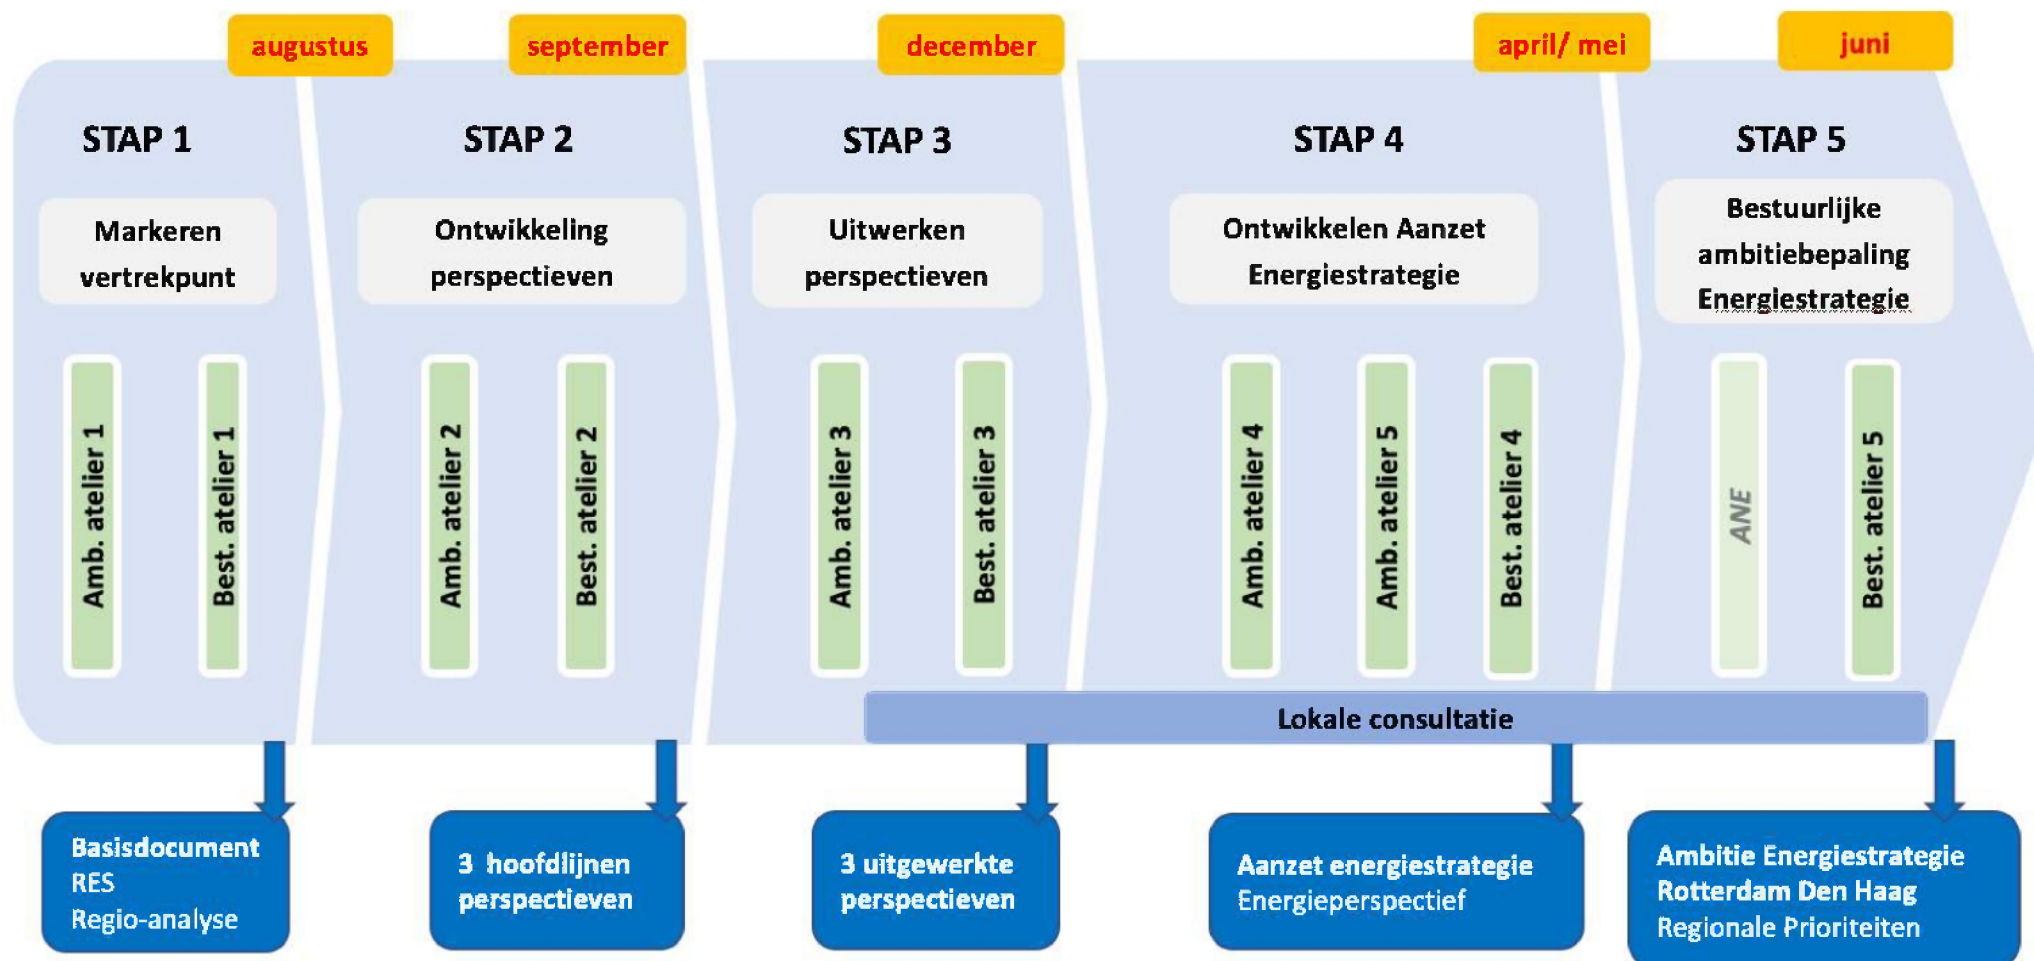 augustus
september
december
april/ mei
juni
STAP 1
STAP 2
STAP 3
STAP 4
STAP 5
Markeren
vertrekpunt
Ontwikkeling
perspectieven
Uitwerken
perspectieven
Ontwikkelen Aanzet
Energiestrategie
Bestuurlijke
ambitiebepaling
Energiestrategie
Amb. atelier 1
Best. atelier 1
Amb. atelier 2
Best. atelier 2
Amb. atelier 3
Best. atelier 3
Amb. atelier 4
Amb. atelier 5
Best. atelier 4
ANE
Best. atelier 5
Lokale consultatie
Basisdocument
RES
Regio-analyse
3 hoofdlijnen
perspectieven
3 uitgewerkte
perspectieven
Aanzet energiestrategie
Energieperspectief
Ambitie Energiestrategie
Rotterdam Den Haag
Regionale Prioriteiten